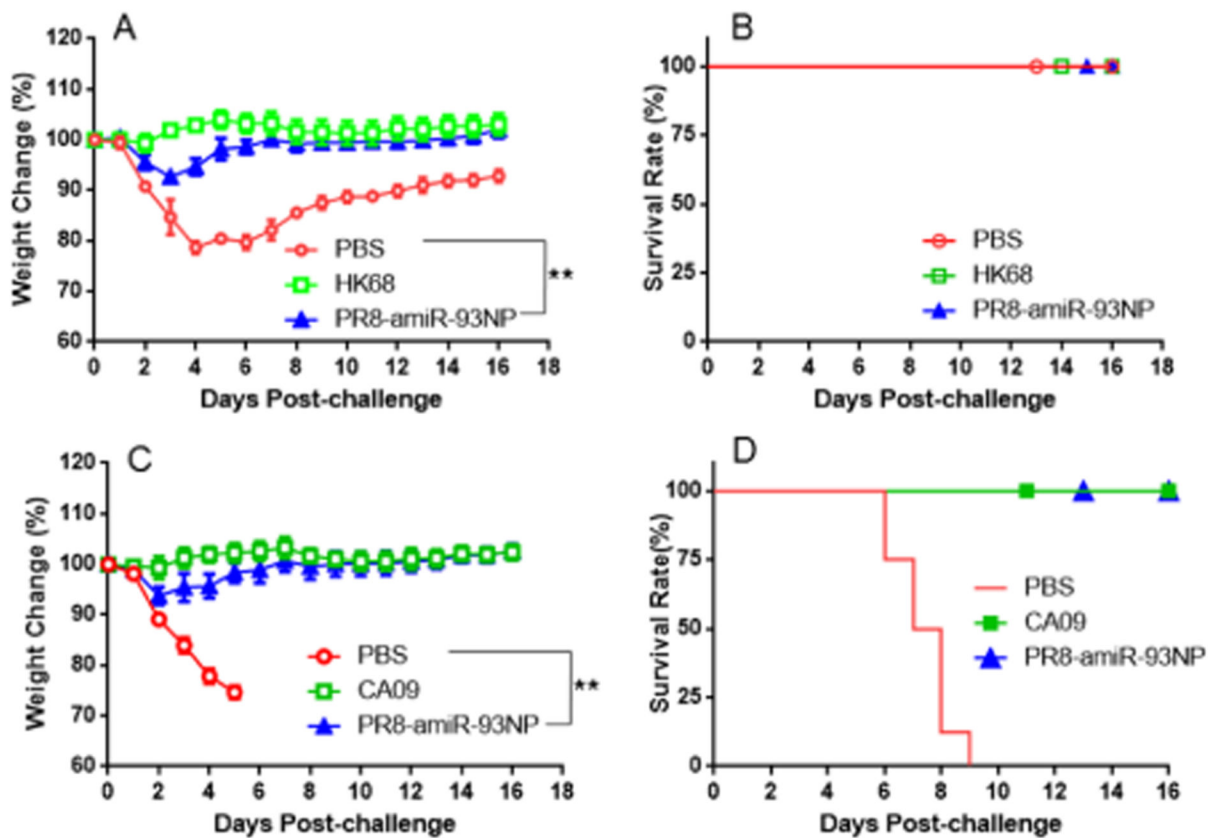 A
Weight Change (%)
120
110
100
90
80
70
60
PBS
HK68
PR8-amiR-93NP
**
0 2 4 6 8 10 12 14 16 18
Days Post-challenge
B
Survival Rate (%)
100
75
50
25
0
PBS
HK68
PR8-amiR-93NP
0 2 4 6 8 10 12 14 16
Days Post-challenge
C
Weight Change (%)
120
110
100
90
80
70
60
PBS
CA09
PR8-amiR-93NP
**
0 2 4 6 8 10 12 14 16 18
Days Post-challenge
D
Survival Rate(%)
100
75
50
25
0
PBS
CA09
PR8-amiR-93NP
0 2 4 6 8 10 12 14 16
Days Post-challenge